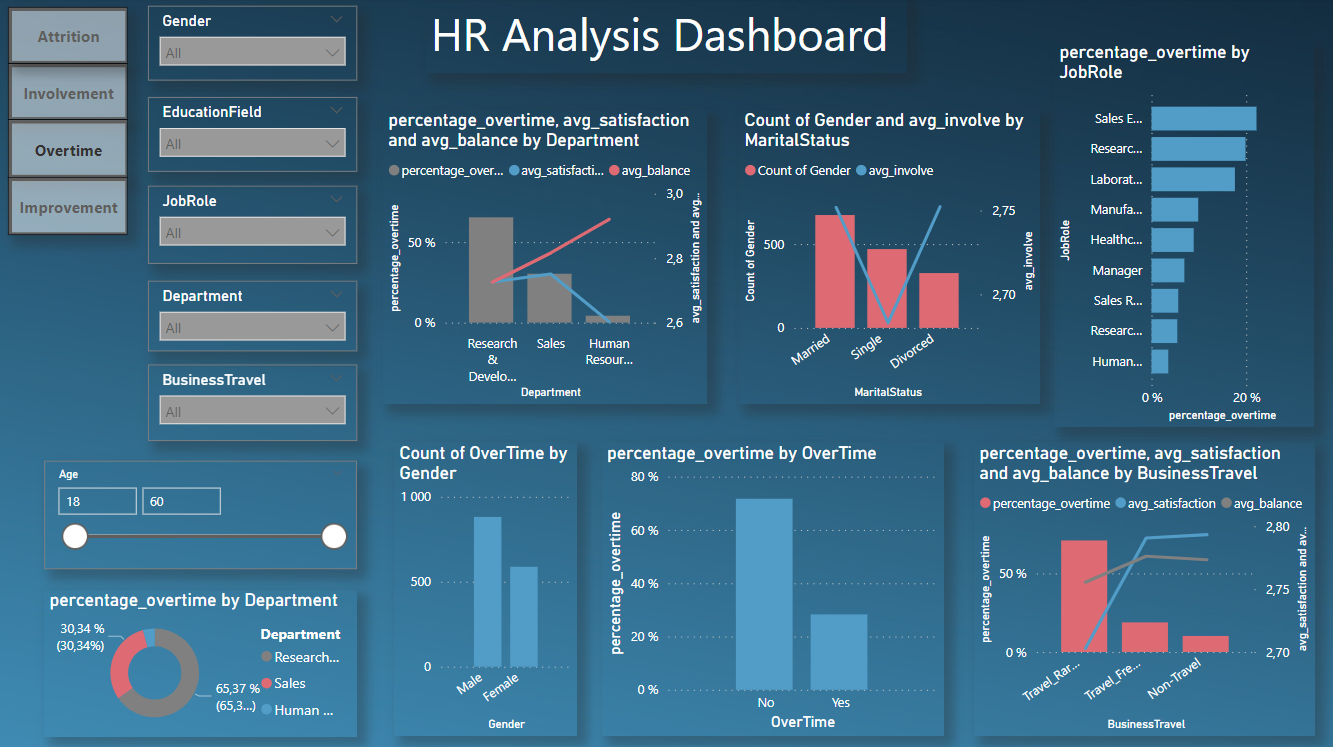 Attrition
Involvement
Overtime
Improvement
Gender
All
EducationField
All
JobRole
All
Department
All
BusinessTravel
All
Age
18
60
HR Analysis Dashboard
percentage_overtime, avg_satisfaction
and avg_balance by Department
percentage_over... avg_satisfacti... avg_balance
percentage_overtime
50 %
0 %
3,0
2,8
2,6
avg_satisfaction and avg...
Research
&
Develo...
Sales
Human
Resour...
Department
Count of Gender and avg_involve by
MaritalStatus
Count of Gender avg_involve
Count of Gender
500
0
2,75
2,70
avg_involve
Married
Single
Divorced
MaritalStatus
percentage_overtime by
JobRole
JobRole
Sales E...
Researc...
Laborat...
Manufa...
Healthc...
Manager
Sales R...
Researc...
Human...
0 %
20 %
percentage_overtime
percentage_overtime by Department
30,34 %
(30,34%)
65,37 %
(65,3...)
Department
Research...
Sales
Human ...
Count of OverTime by
Gender
1 000
500
0
Male
Female
Gender
percentage_overtime by OverTime
percentage_overtime
80 %
60 %
40 %
20 %
0 %
No
Yes
OverTime
percentage_overtime, avg_satisfaction
and avg_balance by BusinessTravel
percentage_overtime avg_satisfaction avg_balance
percentage_overtime
50 %
0 %
2,80
2,75
2,70
avg_satisfaction and av...
Travel_Rar...
Travel_Fre...
Non-Travel
BusinessTravel